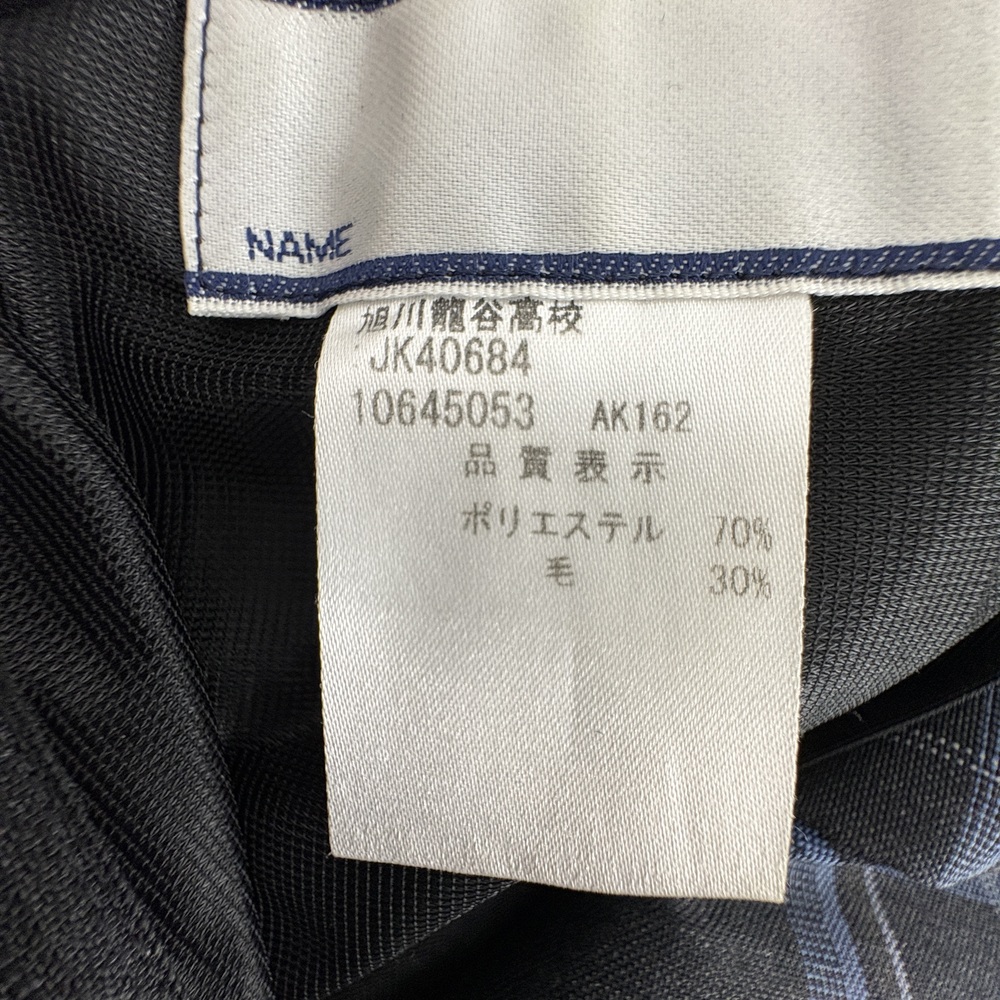 NAME
旭川龍谷高校
JK40684
10645053 AK162
品質表示
ポリエステル 70%
毛 30%